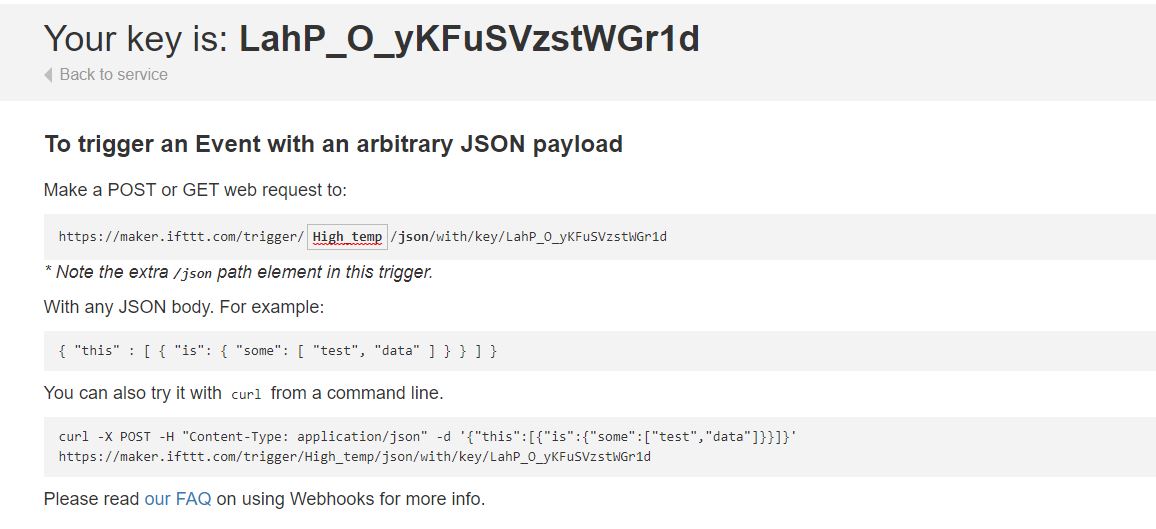 Your key is: LahP_O_yKFuSVzstWGr1d
Back to service
To trigger an Event with an arbitrary JSON payload
Make a POST or GET web request to:
https://maker.ifttt.com/trigger/ High_temp /json/with/key/LahP_O_yKFuSVzstWGr1d
* Note the extra /json path element in this trigger.
With any JSON body. For example:
{ "this" : [ { "is": { "some": [ "test", "data" ] } } ] }
You can also try it with curl from a command line.
curl -X POST -H "Content-Type: application/json" -d '{"this":[{"is":{"some":["test","data"]}}]}'
https://maker.ifttt.com/trigger/High_temp/json/with/key/LahP_O_yKFuSVzstWGr1d
Please read our FAQ on using Webhooks for more info.